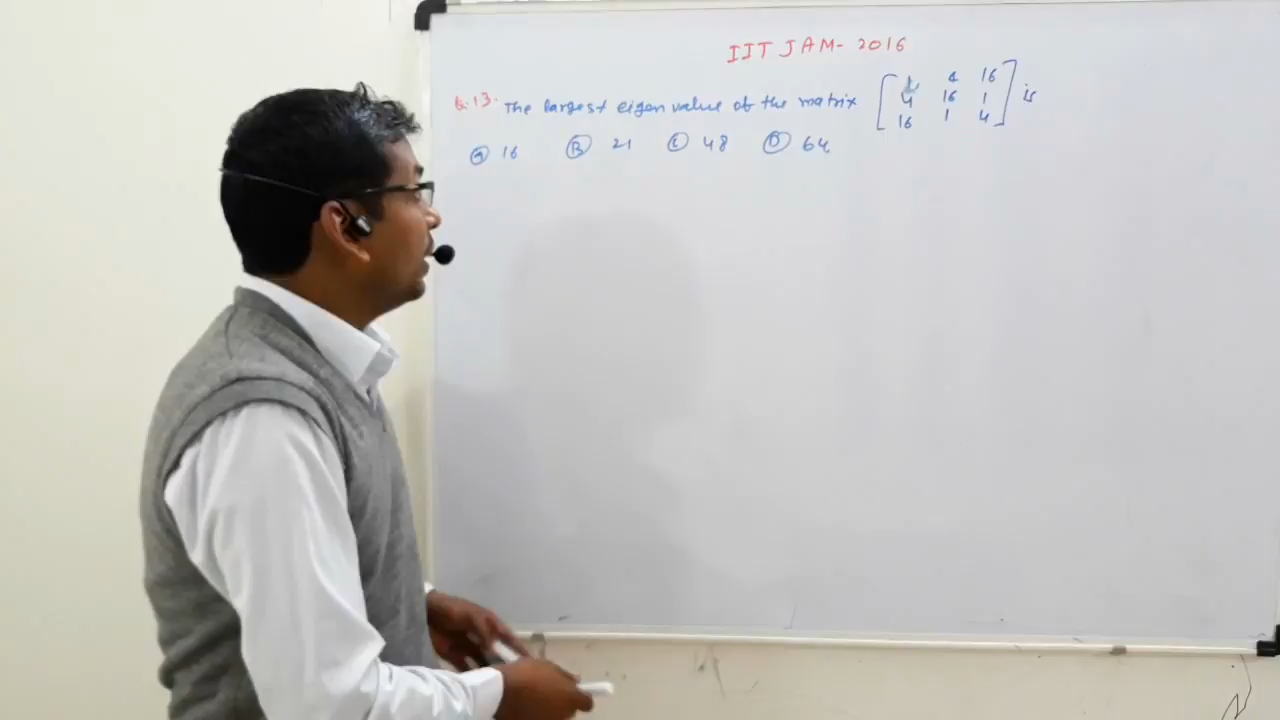 IIT JAM- 2016
Q.13. The largest eigen value of the matrix [ 4 16
4 16 1
16 1 4 ] is
(A) 16 (B) 21 (C) 48 (D) 64